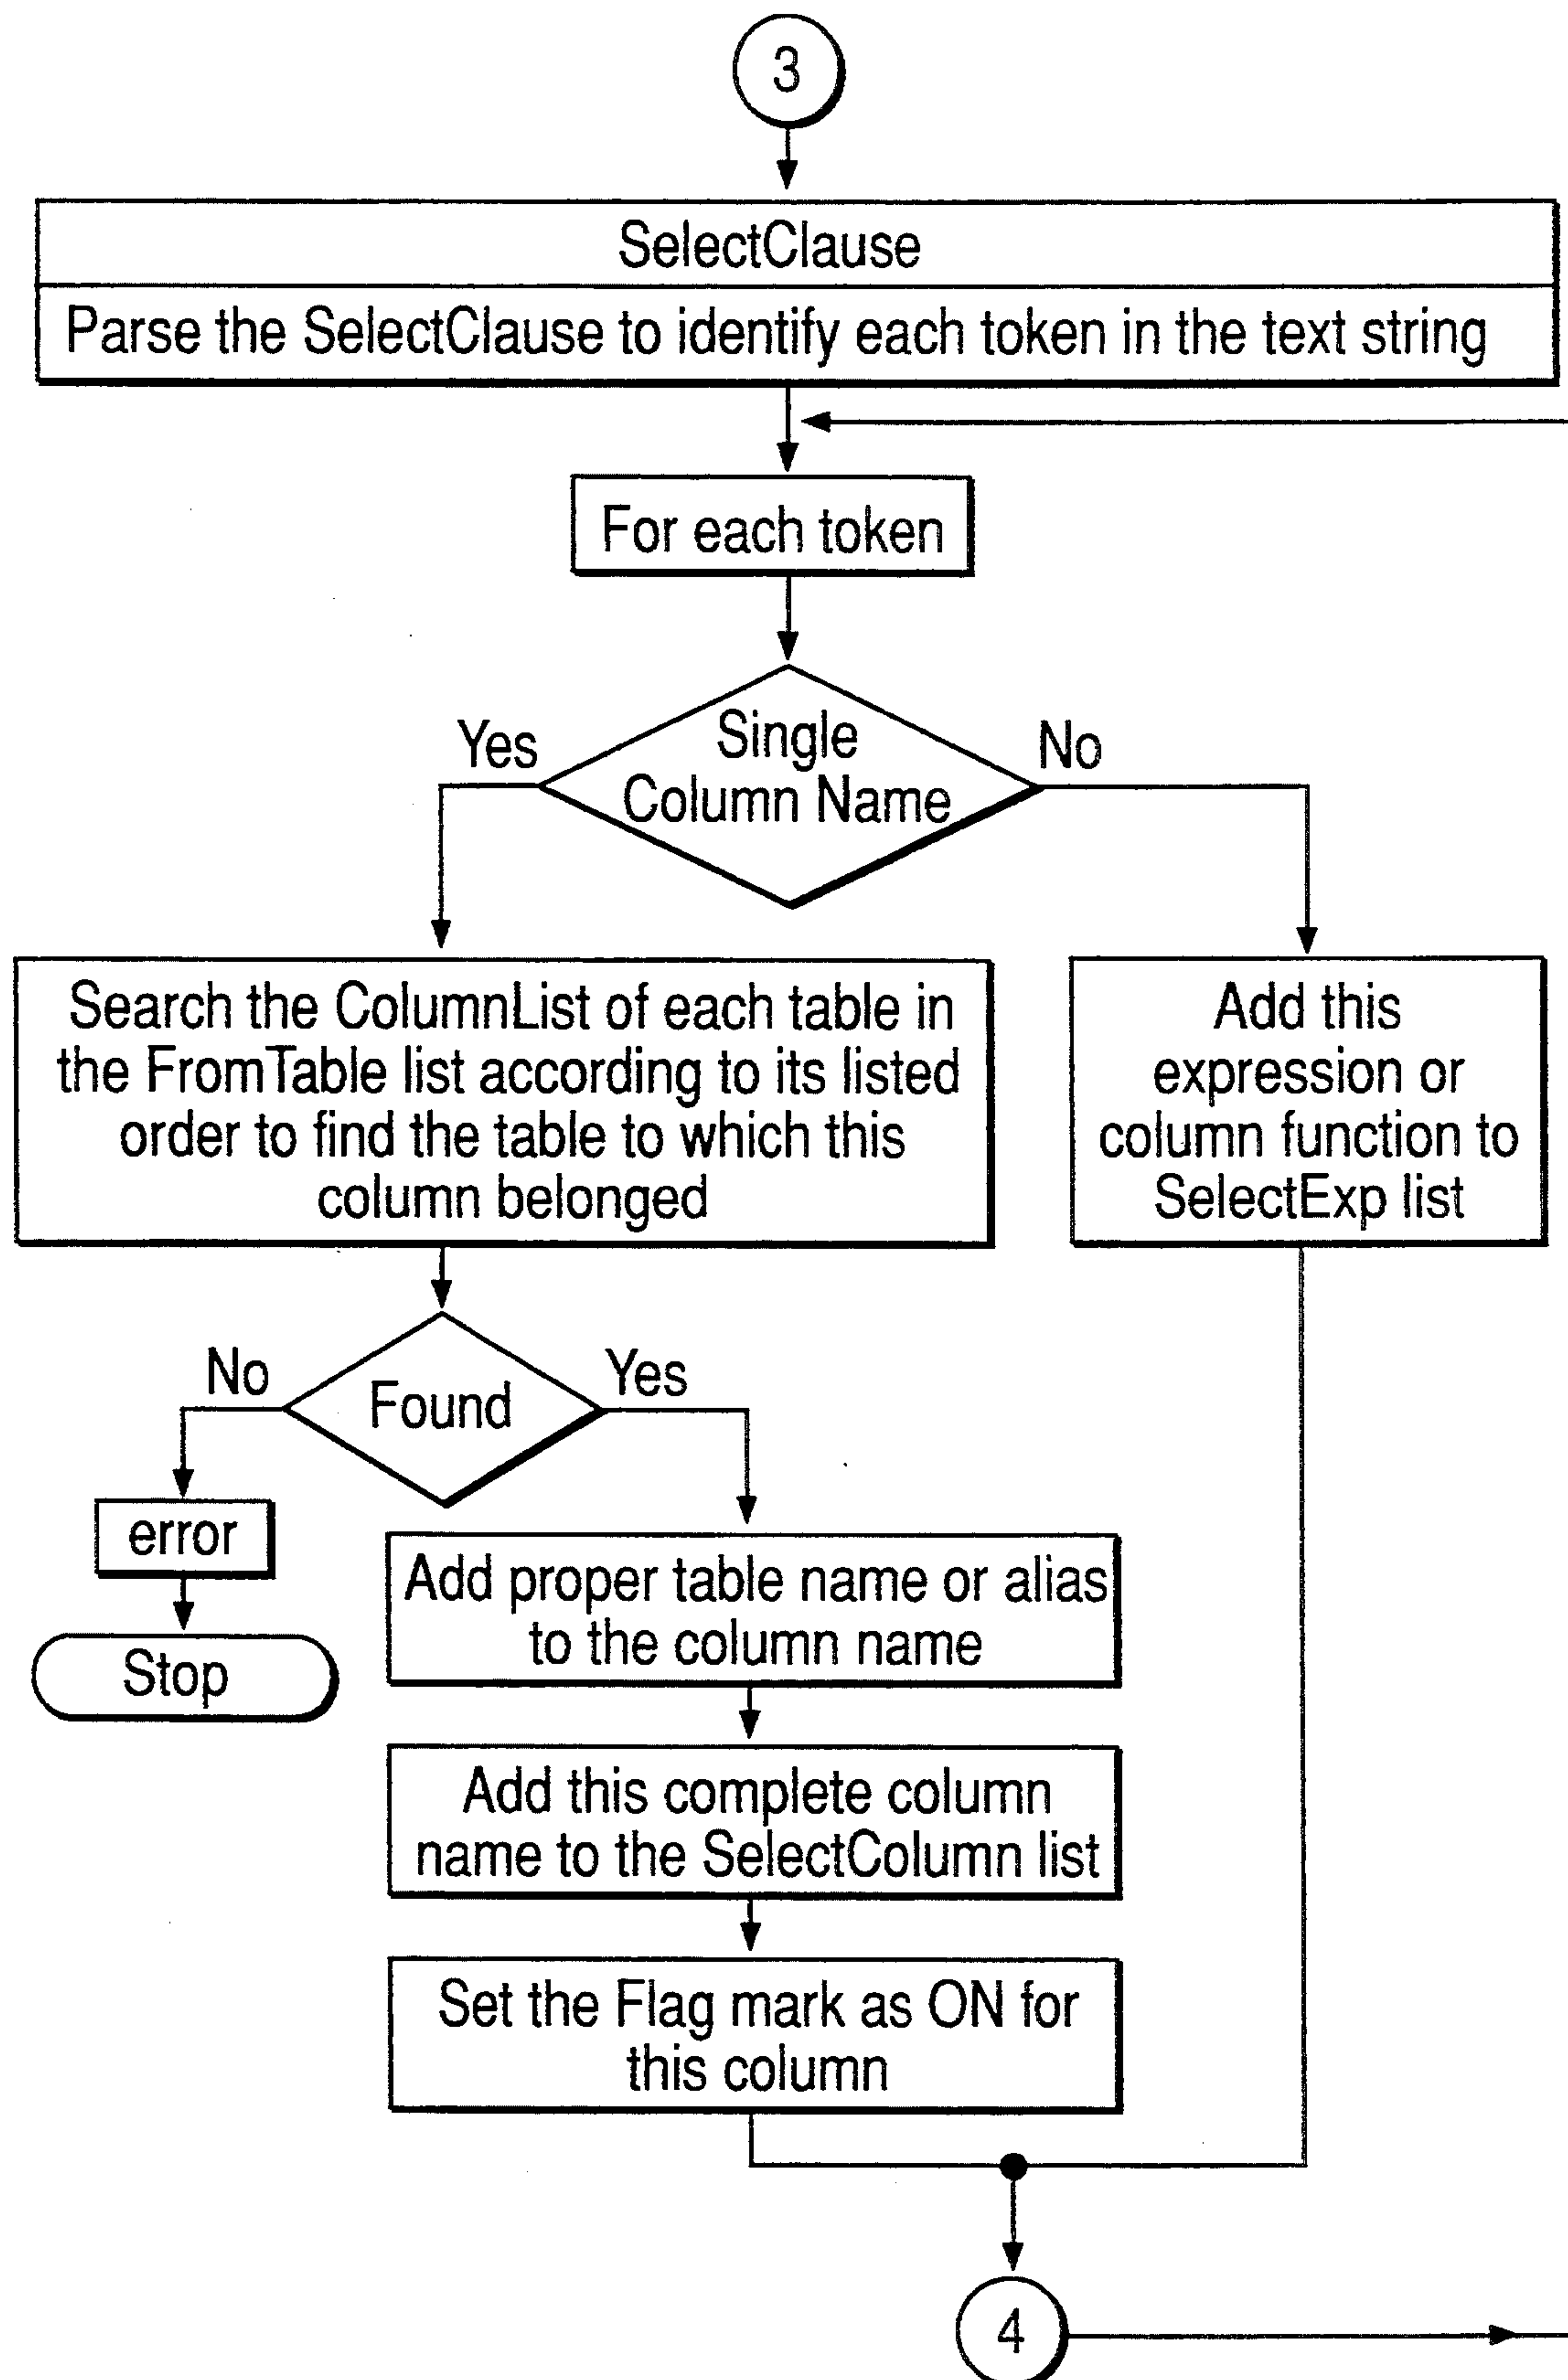 3
SelectClause
Parse the SelectClause to identify each token in the text string
For each token
Yes
Single
Column Name
No
Search the ColumnList of each table in
the FromTable list according to its listed
order to find the table to which this
column belonged
Add this
expression or
column function to
SelectExp list
No
Found
Yes
error
Stop
Add proper table name or alias
to the column name
Add this complete column
name to the SelectColumn list
Set the Flag mark as ON for
this column
4